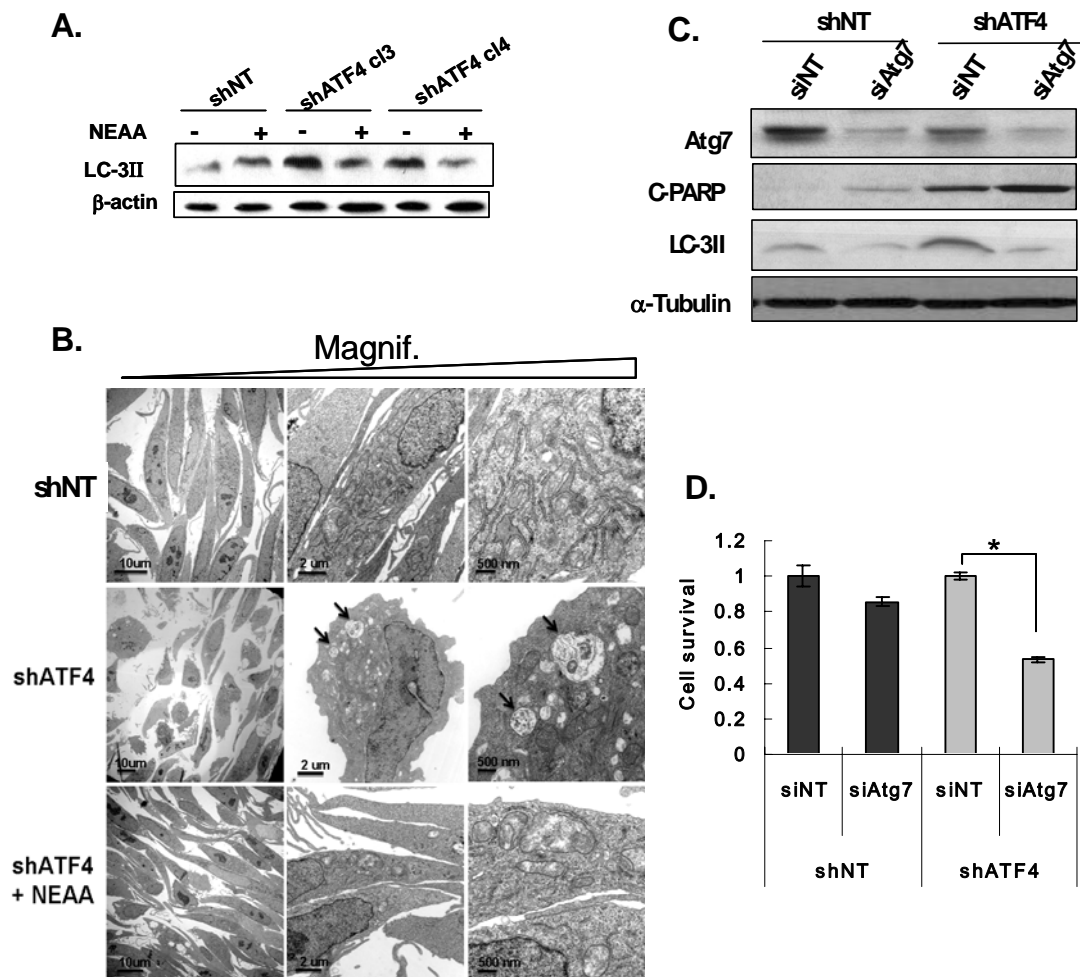 A.
shNT shATF4 cl3 shATF4 cl4
NEAA - + - + - +
LC-3II
β-actin
B.
Magnif.
shNT
10um 2 um 500 nm
shATF4
10um 2 um 500 nm
shATF4
+ NEAA
10um 2 um 500 nm
C.
shNT shATF4
siNT siAtg7 siNT siAtg7
Atg7
C-PARP
LC-3II
α-Tubulin
D.
Cell survival
1.2
1
0.8
0.6
0.4
0.2
0
*
siNT siAtg7 siNT siAtg7
shNT shATF4